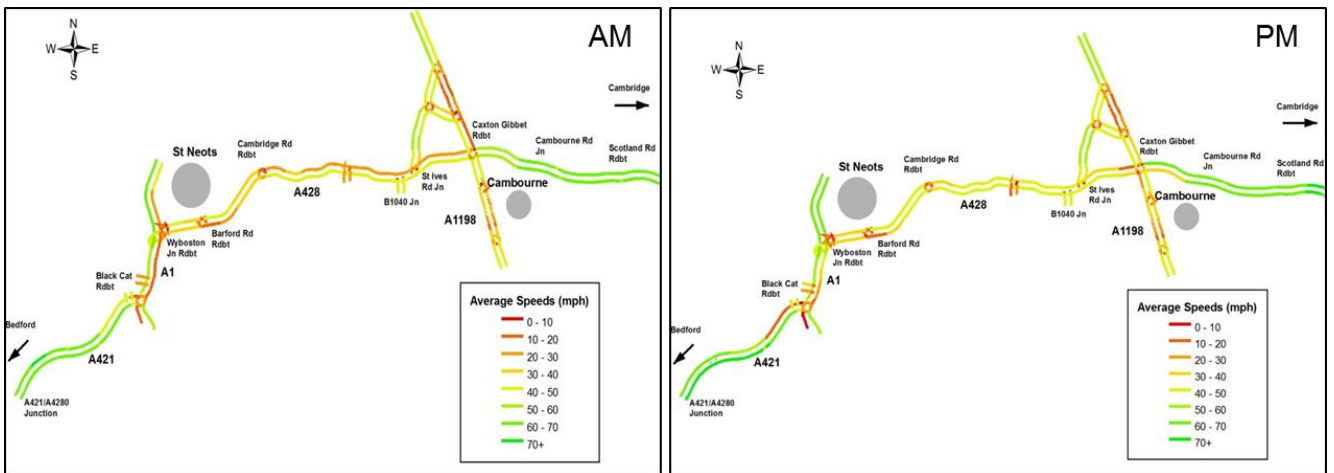 AM
N
W E
S
Cambridge
Caxton Gibbet
Rdbt
Cambourne Rd
Jn
Scotland Rd
Rdbt
Cambridge Rd
Rdbt
St Neots
A428
St Ives
Rd Jn
B1040 Jn
Cambourne
A1198
Barford Rd
Rdbt
Wyboston
Jn Rdbt
A1
Black Cat
Rdbt
Bedford
A421
A421/A4280
Junction
Average Speeds (mph)
0 - 10
10 - 20
20 - 30
30 - 40
40 - 50
50 - 60
60 - 70
70+
PM
N
W E
S
Cambridge
Caxton Gibbet
Rdbt
Cambourne Rd
Jn
Scotland Rd
Rdbt
Cambridge Rd
Rdbt
St Neots
A428
St Ives
Rd Jn
B1040 Jn
Cambourne
A1198
Barford Rd
Rdbt
Wyboston
Jn Rdbt
A1
Black Cat
Rdbt
Bedford
A421
A421/A4280
Junction
Average Speeds (mph)
0 - 10
10 - 20
20 - 30
30 - 40
40 - 50
50 - 60
60 - 70
70+